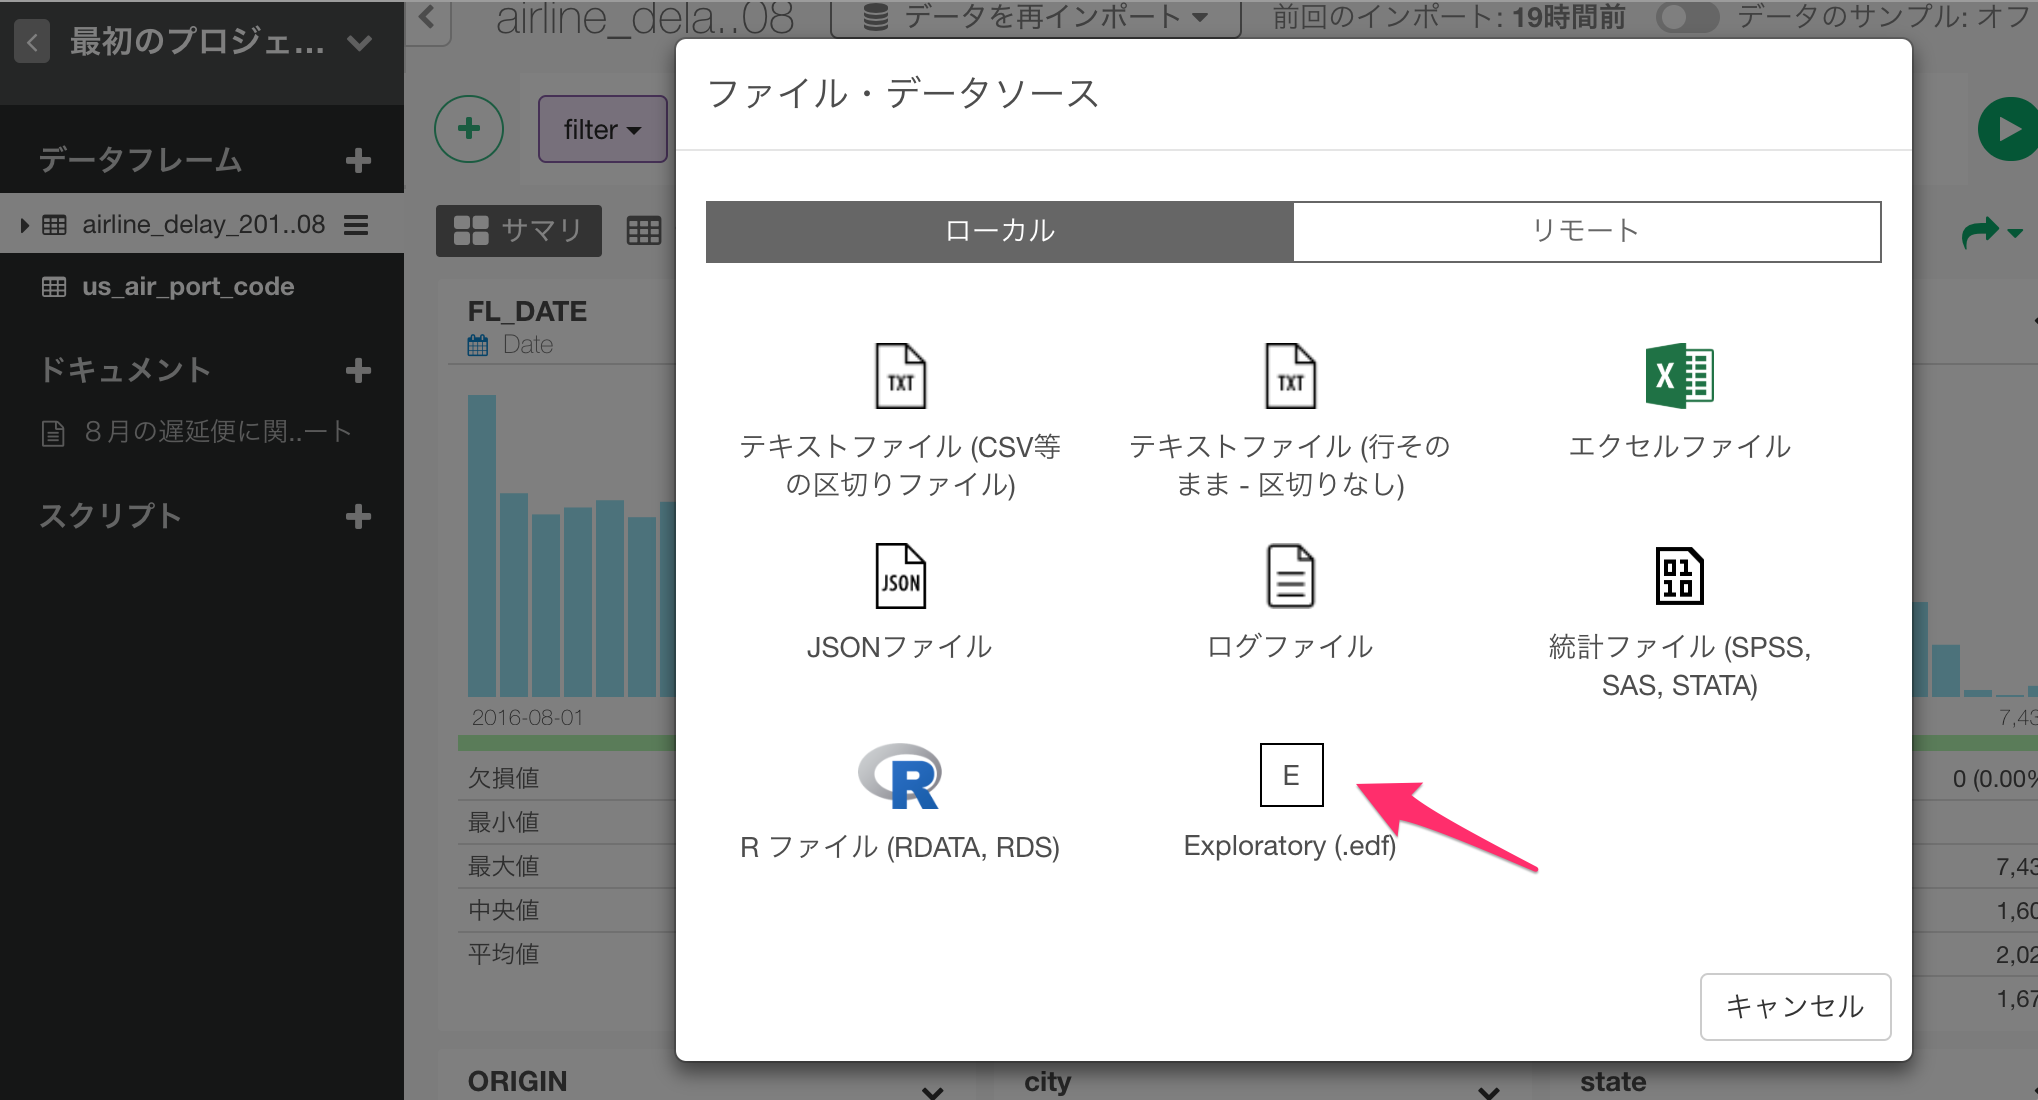 最初のプロジェ...
airline_dela..08
データを再インポート
前回のインポート: 19時間前
データのサンプル: オフ
ファイル・データソース
filter
データフレーム
airline_delay_201..08
サマリ
ローカル
リモート
us_air_port_code
FL_DATE
Date
ドキュメント
8月の遅延便に関..ート
スクリプト
TXT
テキストファイル (CSV等
の区切りファイル)
TXT
テキストファイル (行その
まま - 区切りなし)
X
エクセルファイル
JSON
JSONファイル
ログファイル
01
10
統計ファイル (SPSS,
SAS, STATA)
R
R ファイル (RDATA, RDS)
E
Exploratory (.edf)
2016-08-01
7,43
欠損値
0 (0.00%
最小値
最大値
7,43
中央値
1,60
平均値
2,02
1,67
キャンセル
ORIGIN
city
state